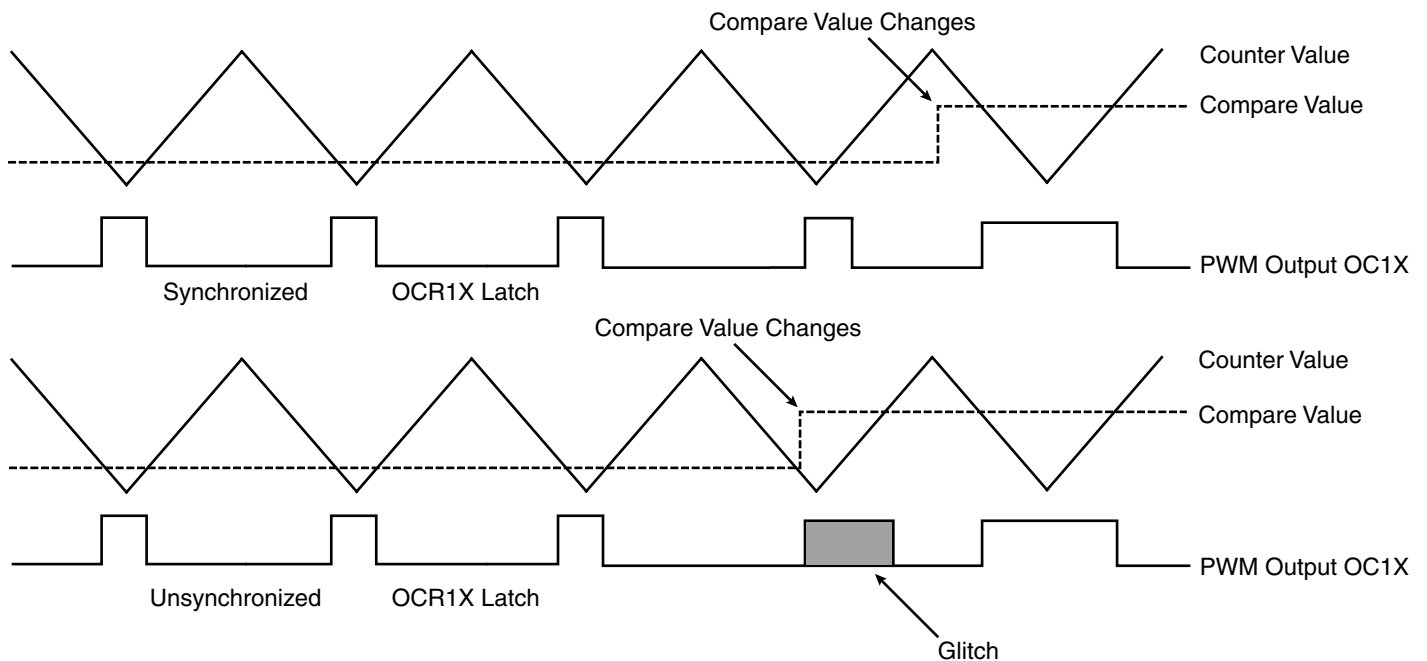 Compare Value Changes
Counter Value
Compare Value
PWM Output OC1X
Synchronized OCR1X Latch
Compare Value Changes
Counter Value
Compare Value
PWM Output OC1X
Unsynchronized OCR1X Latch
Glitch